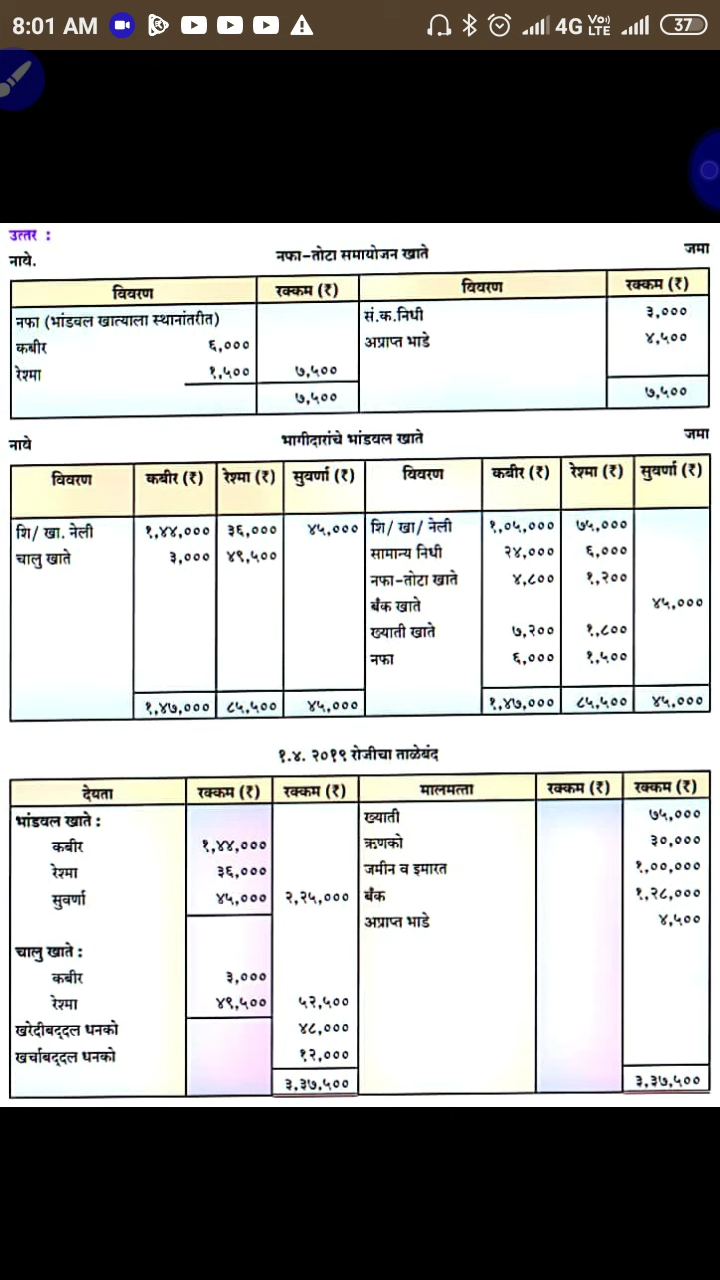 8:01 AM 4G Vo) LTE 37
उत्तर :
नाये. नफा-तोटा समायोजन खाते जमा
विवरण रक्कम (₹) विवरण रक्कम (₹)
नफा (भांडवल खात्याला स्थानांतरीत) सं.क.निधी ३,०००
कबीर ६,००० अप्राप्त भाडे ४,५००
रेश्मा १,५०० ७,५००
७,५०० ७,५००
नाये भागीदारांचे भांडवल खाते जमा
विवरण कबीर (₹) रेश्मा (₹) सुवर्णा (₹) विवरण कबीर (₹) रेश्मा (₹) सुवर्णा (₹)
शि/ खा. नेली १,४४,००० ३६,००० ४५,००० शि/ खा/ नेली १,०५,००० ७५,०००
चालु खाते ३,००० ४९,५०० सामान्य निधी २४,००० ६,०००
नफा-तोटा खाते ४,८०० १,२००
बँक खाते ४५,०००
ख्याती खाते ७,२०० १,८००
नफा ६,००० १,५००
१,४७,००० ८५,५०० ४५,००० १,४७,००० ८५,५०० ४५,०००
१.४. २०१९ रोजीचा ताळेबंद
देयता रक्कम (₹) रक्कम (₹) मालमत्ता रक्कम (₹) रक्कम (₹)
भांडवल खाते : ख्याती ७५,०००
कबीर १,४४,००० ऋणको ३०,०००
रेश्मा ३६,००० जमीन व इमारत १,००,०००
सुवर्णा ४५,००० २,२५,००० बँक १,२८,०००
अप्राप्त भाडे ४,५००
चालु खाते :
कबीर ३,०००
रेश्मा ४९,५०० ५२,५००
खरेदीबद्दल धनको ४८,०००
खर्चाबद्दल धनको १२,०००
३,३७,५०० ३,३७,५००